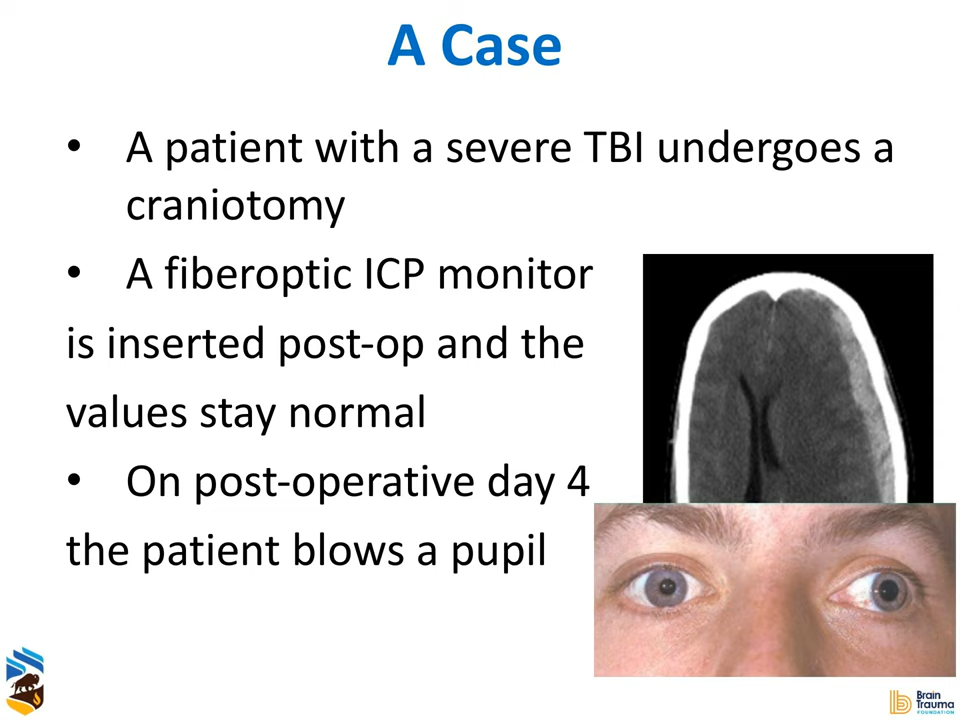 A Case
• A patient with a severe TBI undergoes a
craniotomy
• A fiberoptic ICP monitor
is inserted post-op and the
values stay normal
• On post-operative day 4
the patient blows a pupil
Brain
Trauma
FOUNDATION